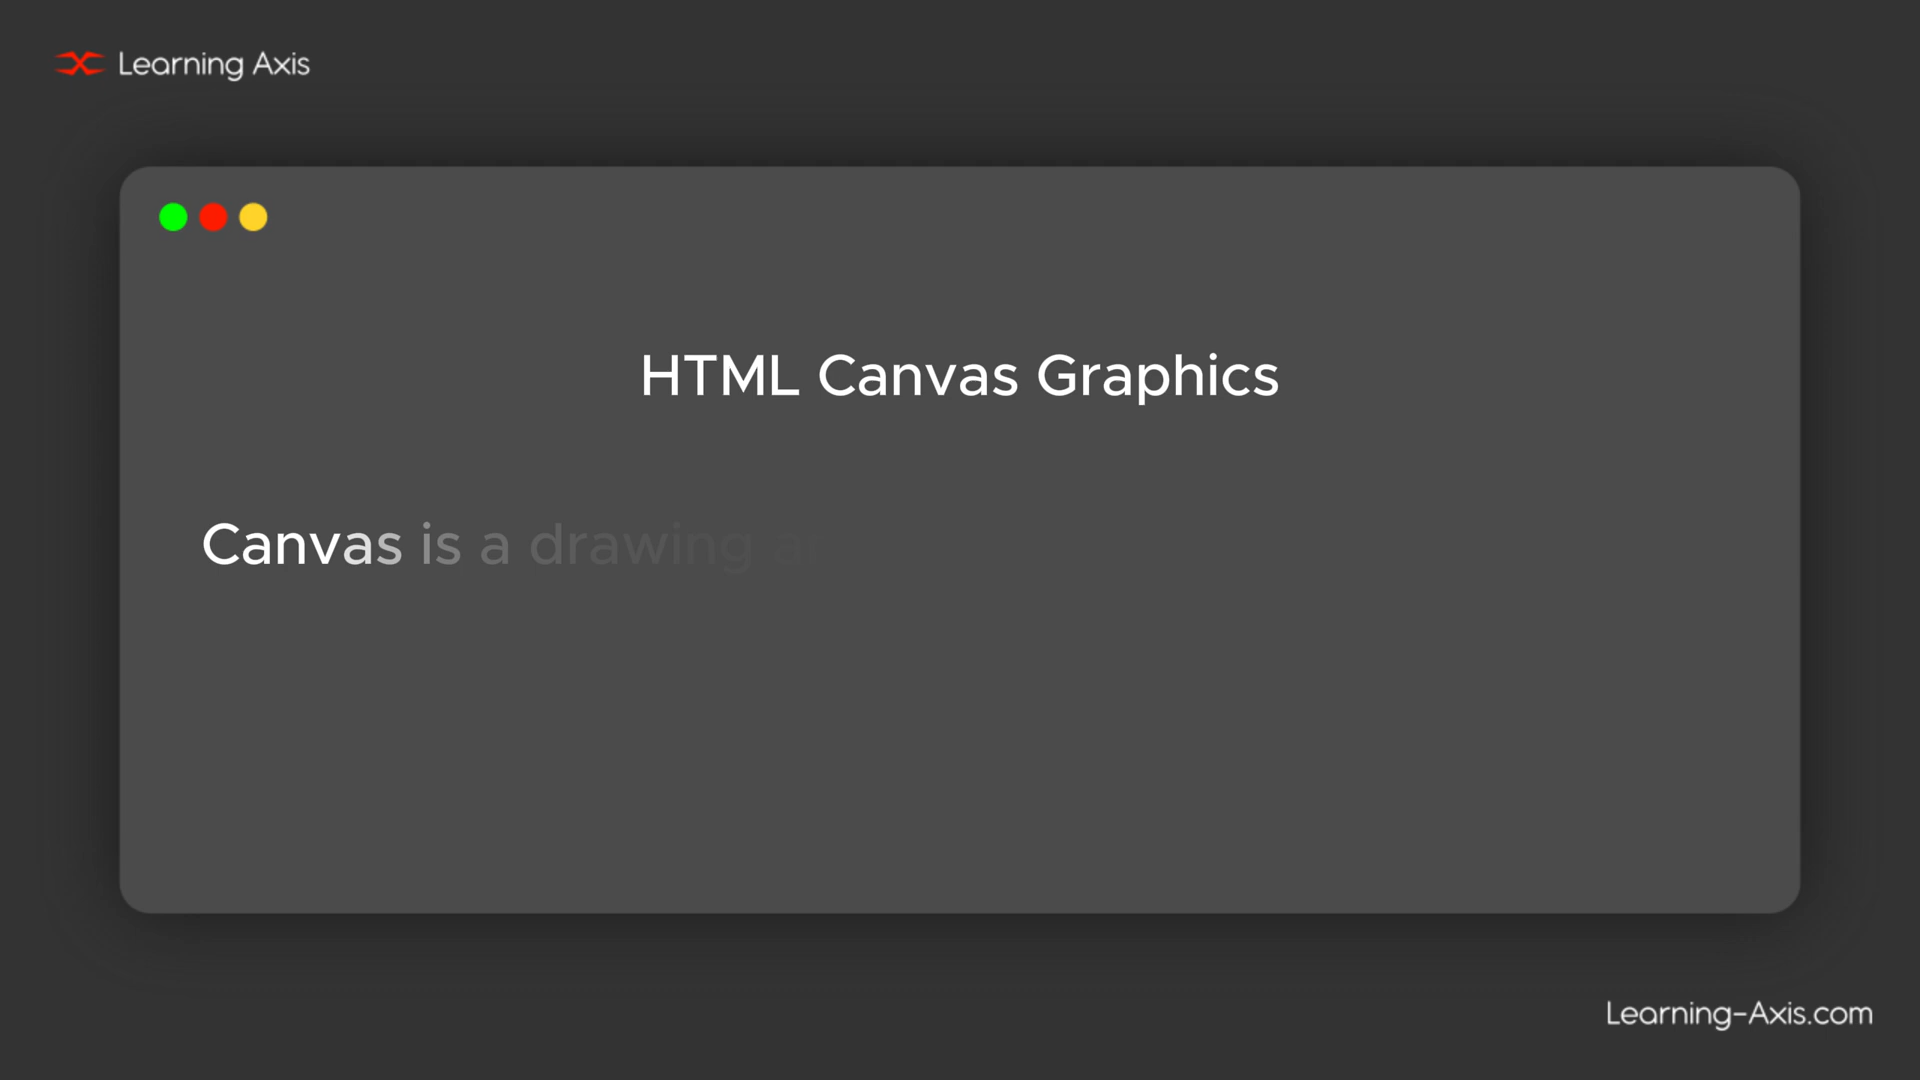 Learning Axis
HTML Canvas Graphics
Canvas is a drawing
Learning-Axis.com